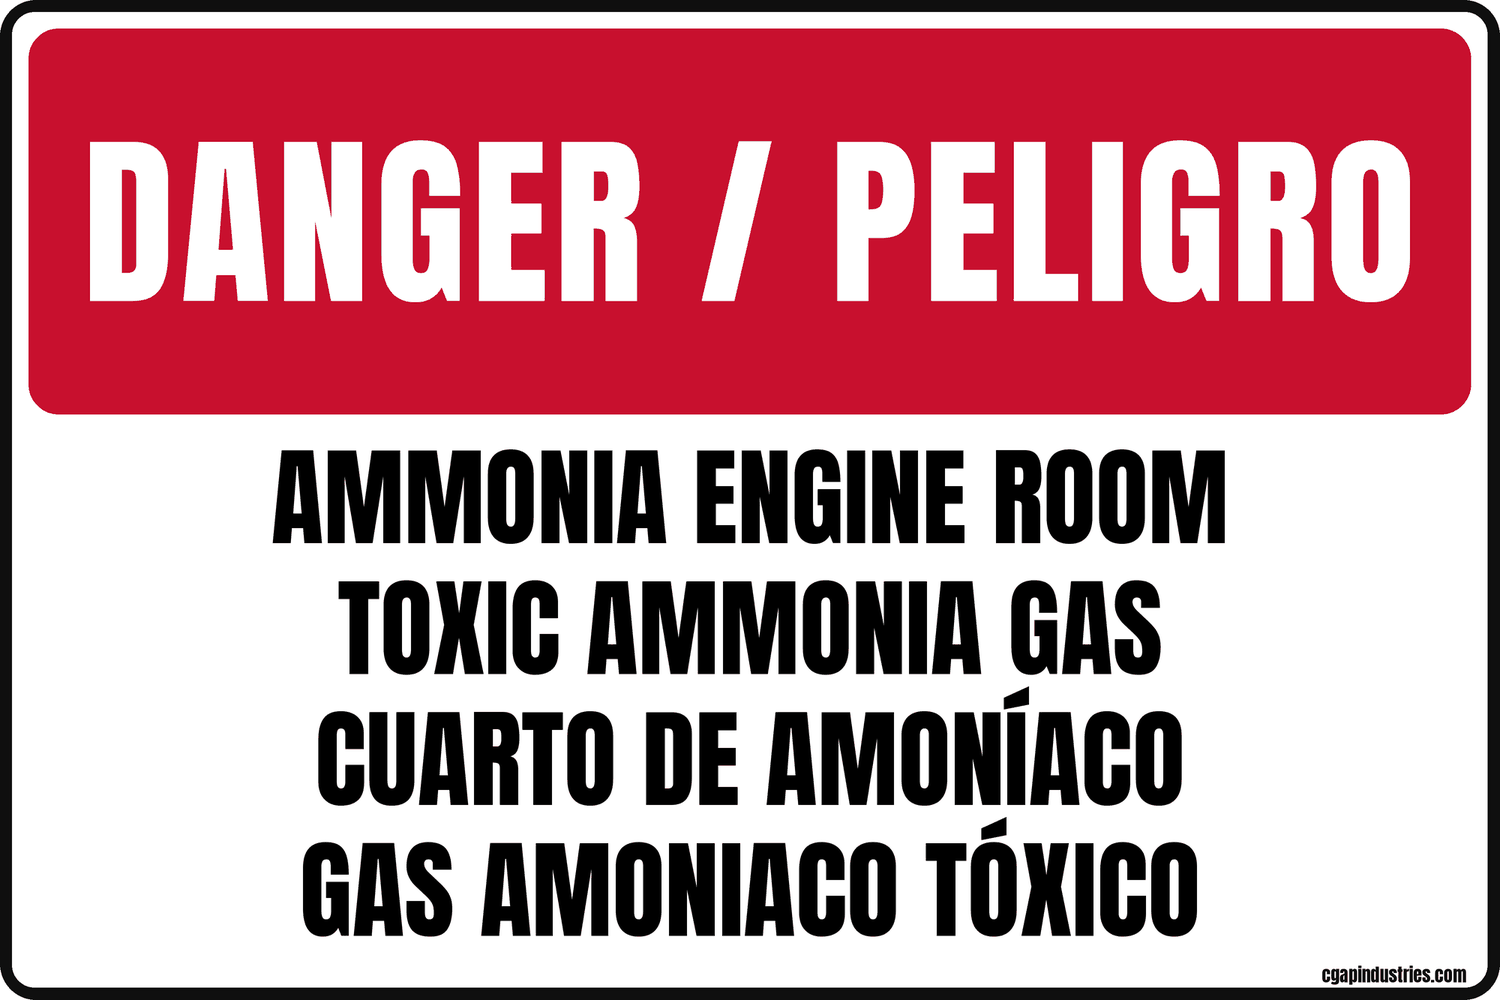 DANGER / PELIGRO
AMMONIA ENGINE ROOM
TOXIC AMMONIA GAS
CUARTO DE AMONÍACO
GAS AMONIACO TÓXICO
cgapindustries.com